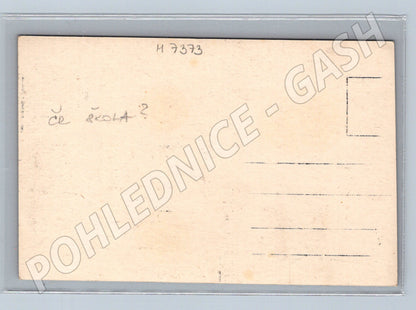 H 7373
ČE ŠKOLA?
POHLEDNICE - GASH